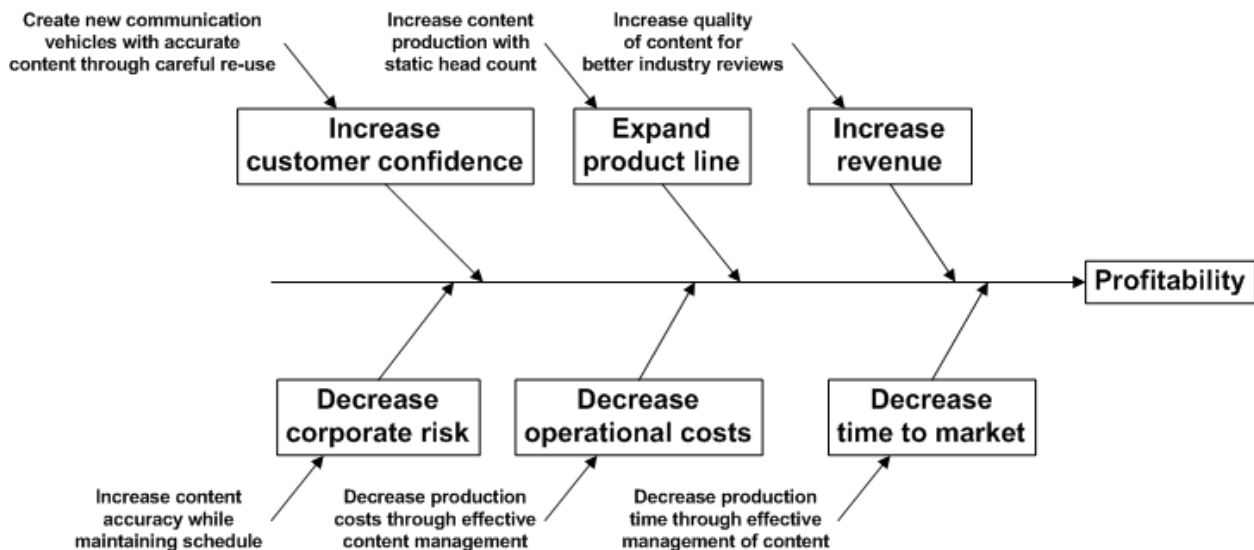 Create new communication
vehicles with accurate
content through careful re-use
Increase content
production with
static head count
Increase quality
of content for
better industry reviews
Increase
customer confidence
Expand
product line
Increase
revenue
Profitability
Decrease
corporate risk
Decrease
operational costs
Decrease
time to market
Increase content
accuracy while
maintaining schedule
Decrease production
costs through effective
content management
Decrease production
time through effective
management of content